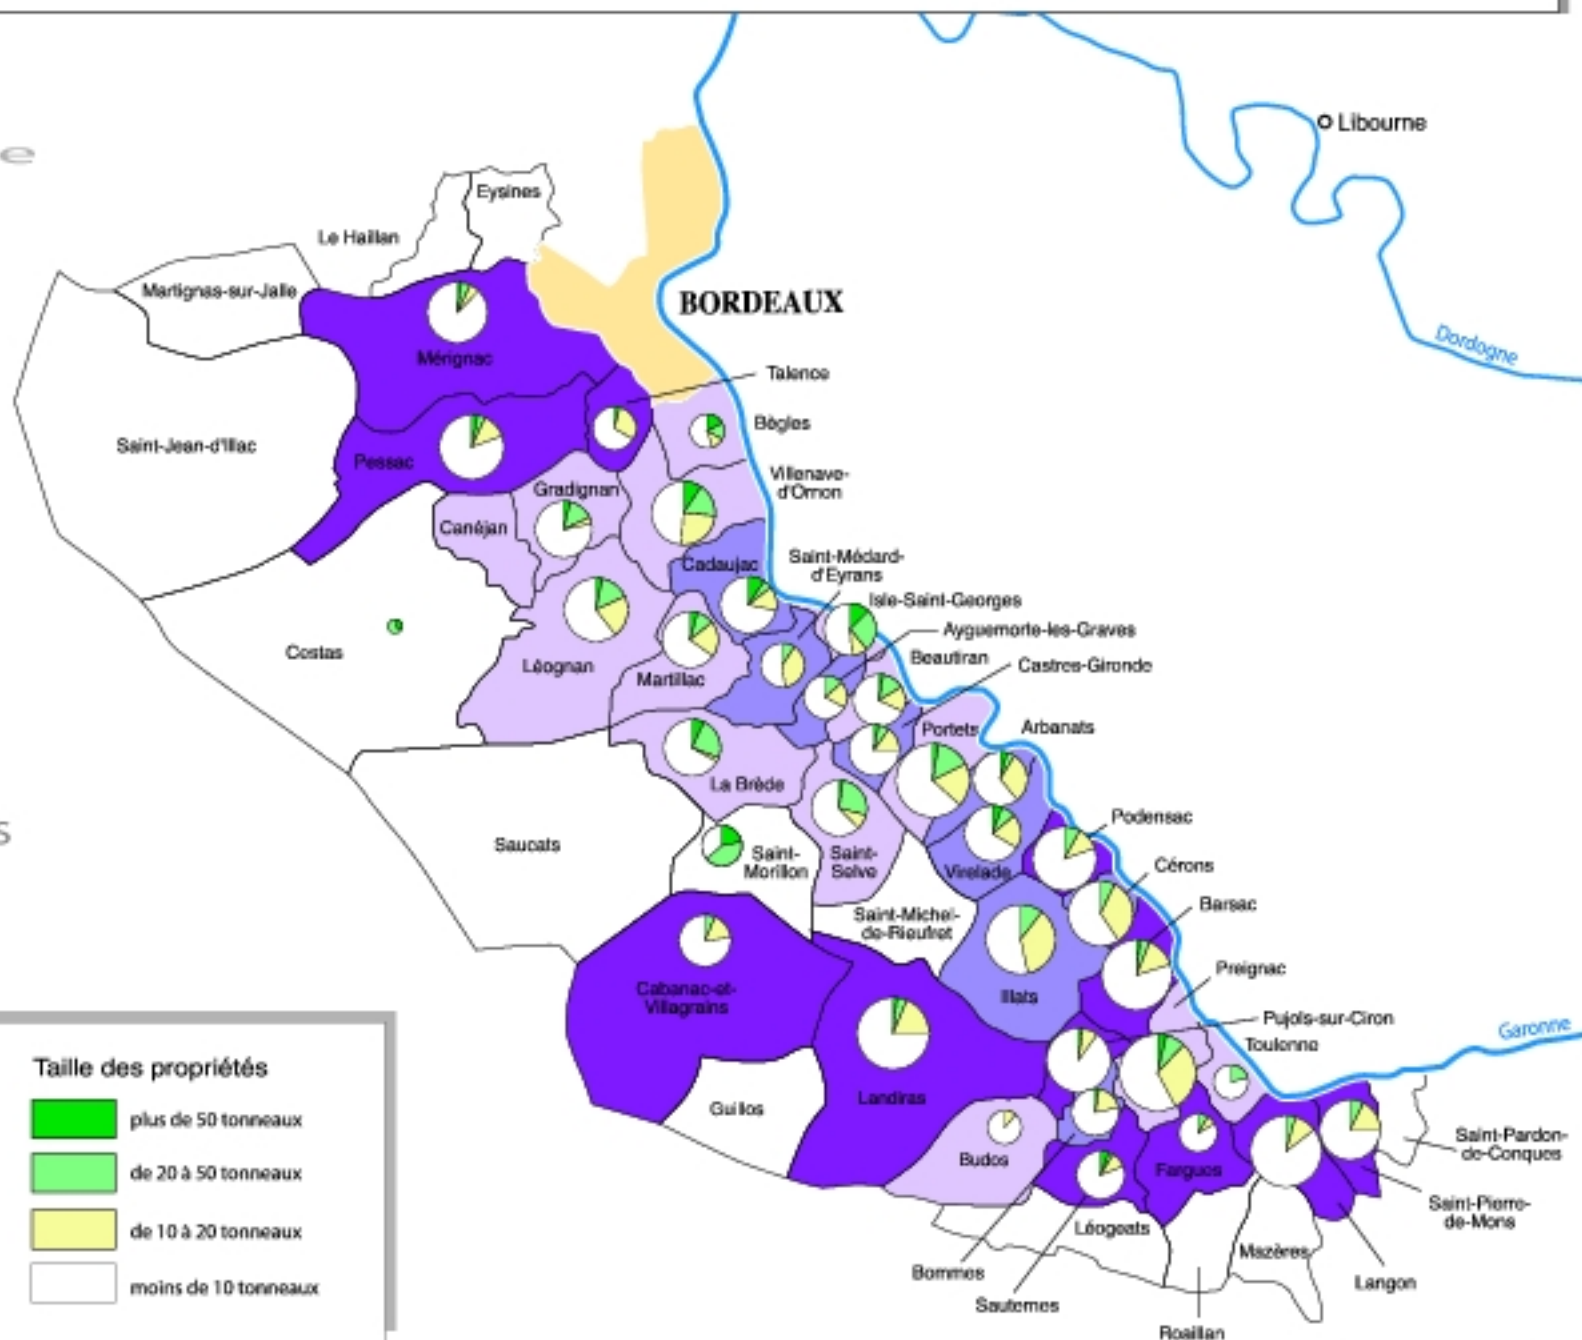 e
Libourne
Eysines
Le Haillan
Martignas-sur-Jalle
BORDEAUX
Dordogne
Mérignac
Talence
Bègles
Saint-Jean-d'Illac
Pessac
Villenave-
d'Ornon
Gradignan
Canéjan
Cadaujac
Saint-Médard-
d'Eyrans
Isle-Saint-Georges
Ayguemorte-les-Graves
Beautiran
Castres-Gironde
Costas
Léognan
Martillac
Portets
Arbanats
La Brède
Podensac
s
Saucats
Saint-
Morillon
Saint-
Selve
Virelade
Cérons
Barsac
Saint-Michel-
de-Rieufret
Preignac
Cabanac-et-
Villagrains
Illats
Pujols-sur-Ciron
Garonne
Toulenne
Landiras
Guillos
Budos
Fargues
Saint-Pardon-
de-Conques
Saint-Pierre-
de-Mons
Léogeats
Mazères
Bommes
Langon
Sauternes
Roaillan
Taille des propriétés
plus de 50 tonneaux
de 20 à 50 tonneaux
de 10 à 20 tonneaux
moins de 10 tonneaux